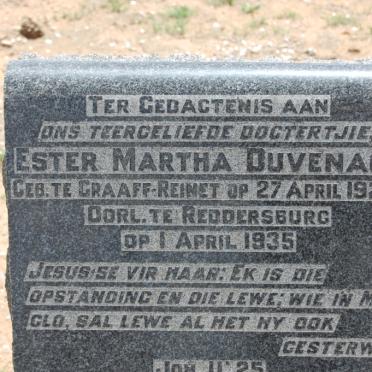 TER GEDACTENIS AAN
ONS TEERGELIEFDE DOGTERTJIE
ESTER MARTHA DUVENA
GEB. TE GRAAFF-REINET OP 27 APRIL 19
OORL. TE REDDERSBURG
OP 1 APRIL 1935
JESUS SE VIR HAAR: EK IS DIE
OPSTANDING EN DIE LEWE; WIE IN M
GLO, SAL LEWE AL HET HY OOK
GESTERW
JOH. 11:25